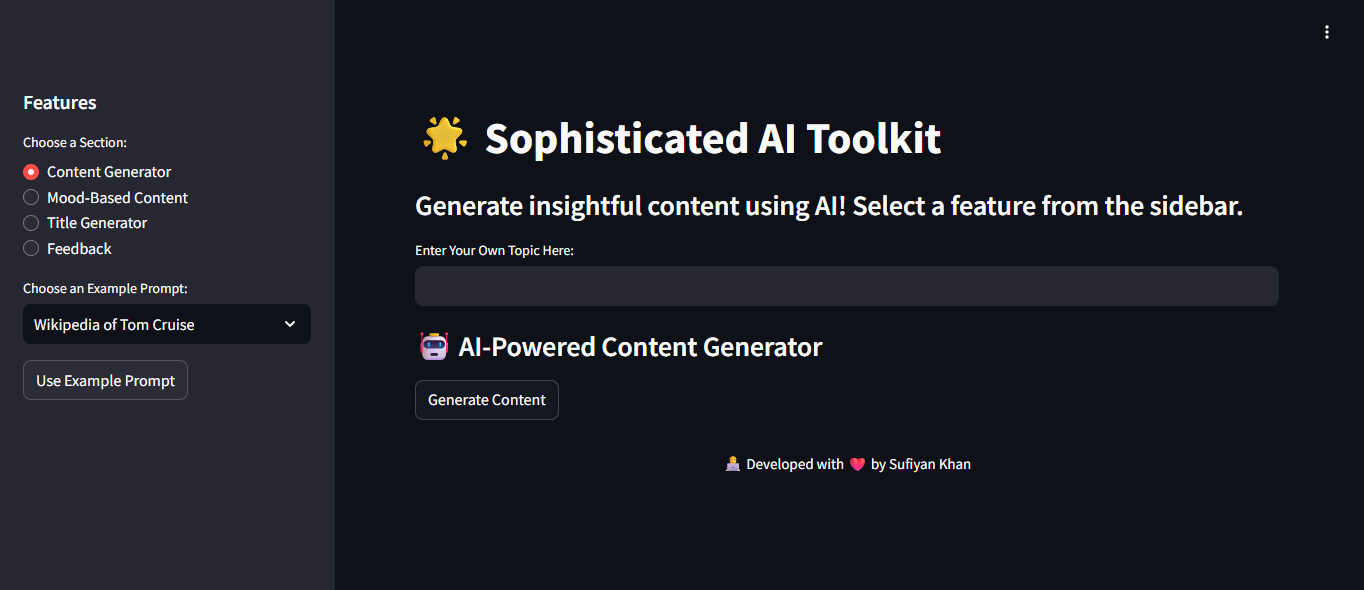 Features
Choose a Section:
Content Generator
Mood-Based Content
Title Generator
Feedback
Choose an Example Prompt:
Wikipedia of Tom Cruise
Use Example Prompt
🌟 Sophisticated AI Toolkit
Generate insightful content using AI! Select a feature from the sidebar.
Enter Your Own Topic Here:
🤖 AI-Powered Content Generator
Generate Content
🧑‍💻 Developed with ❤️ by Sufiyan Khan